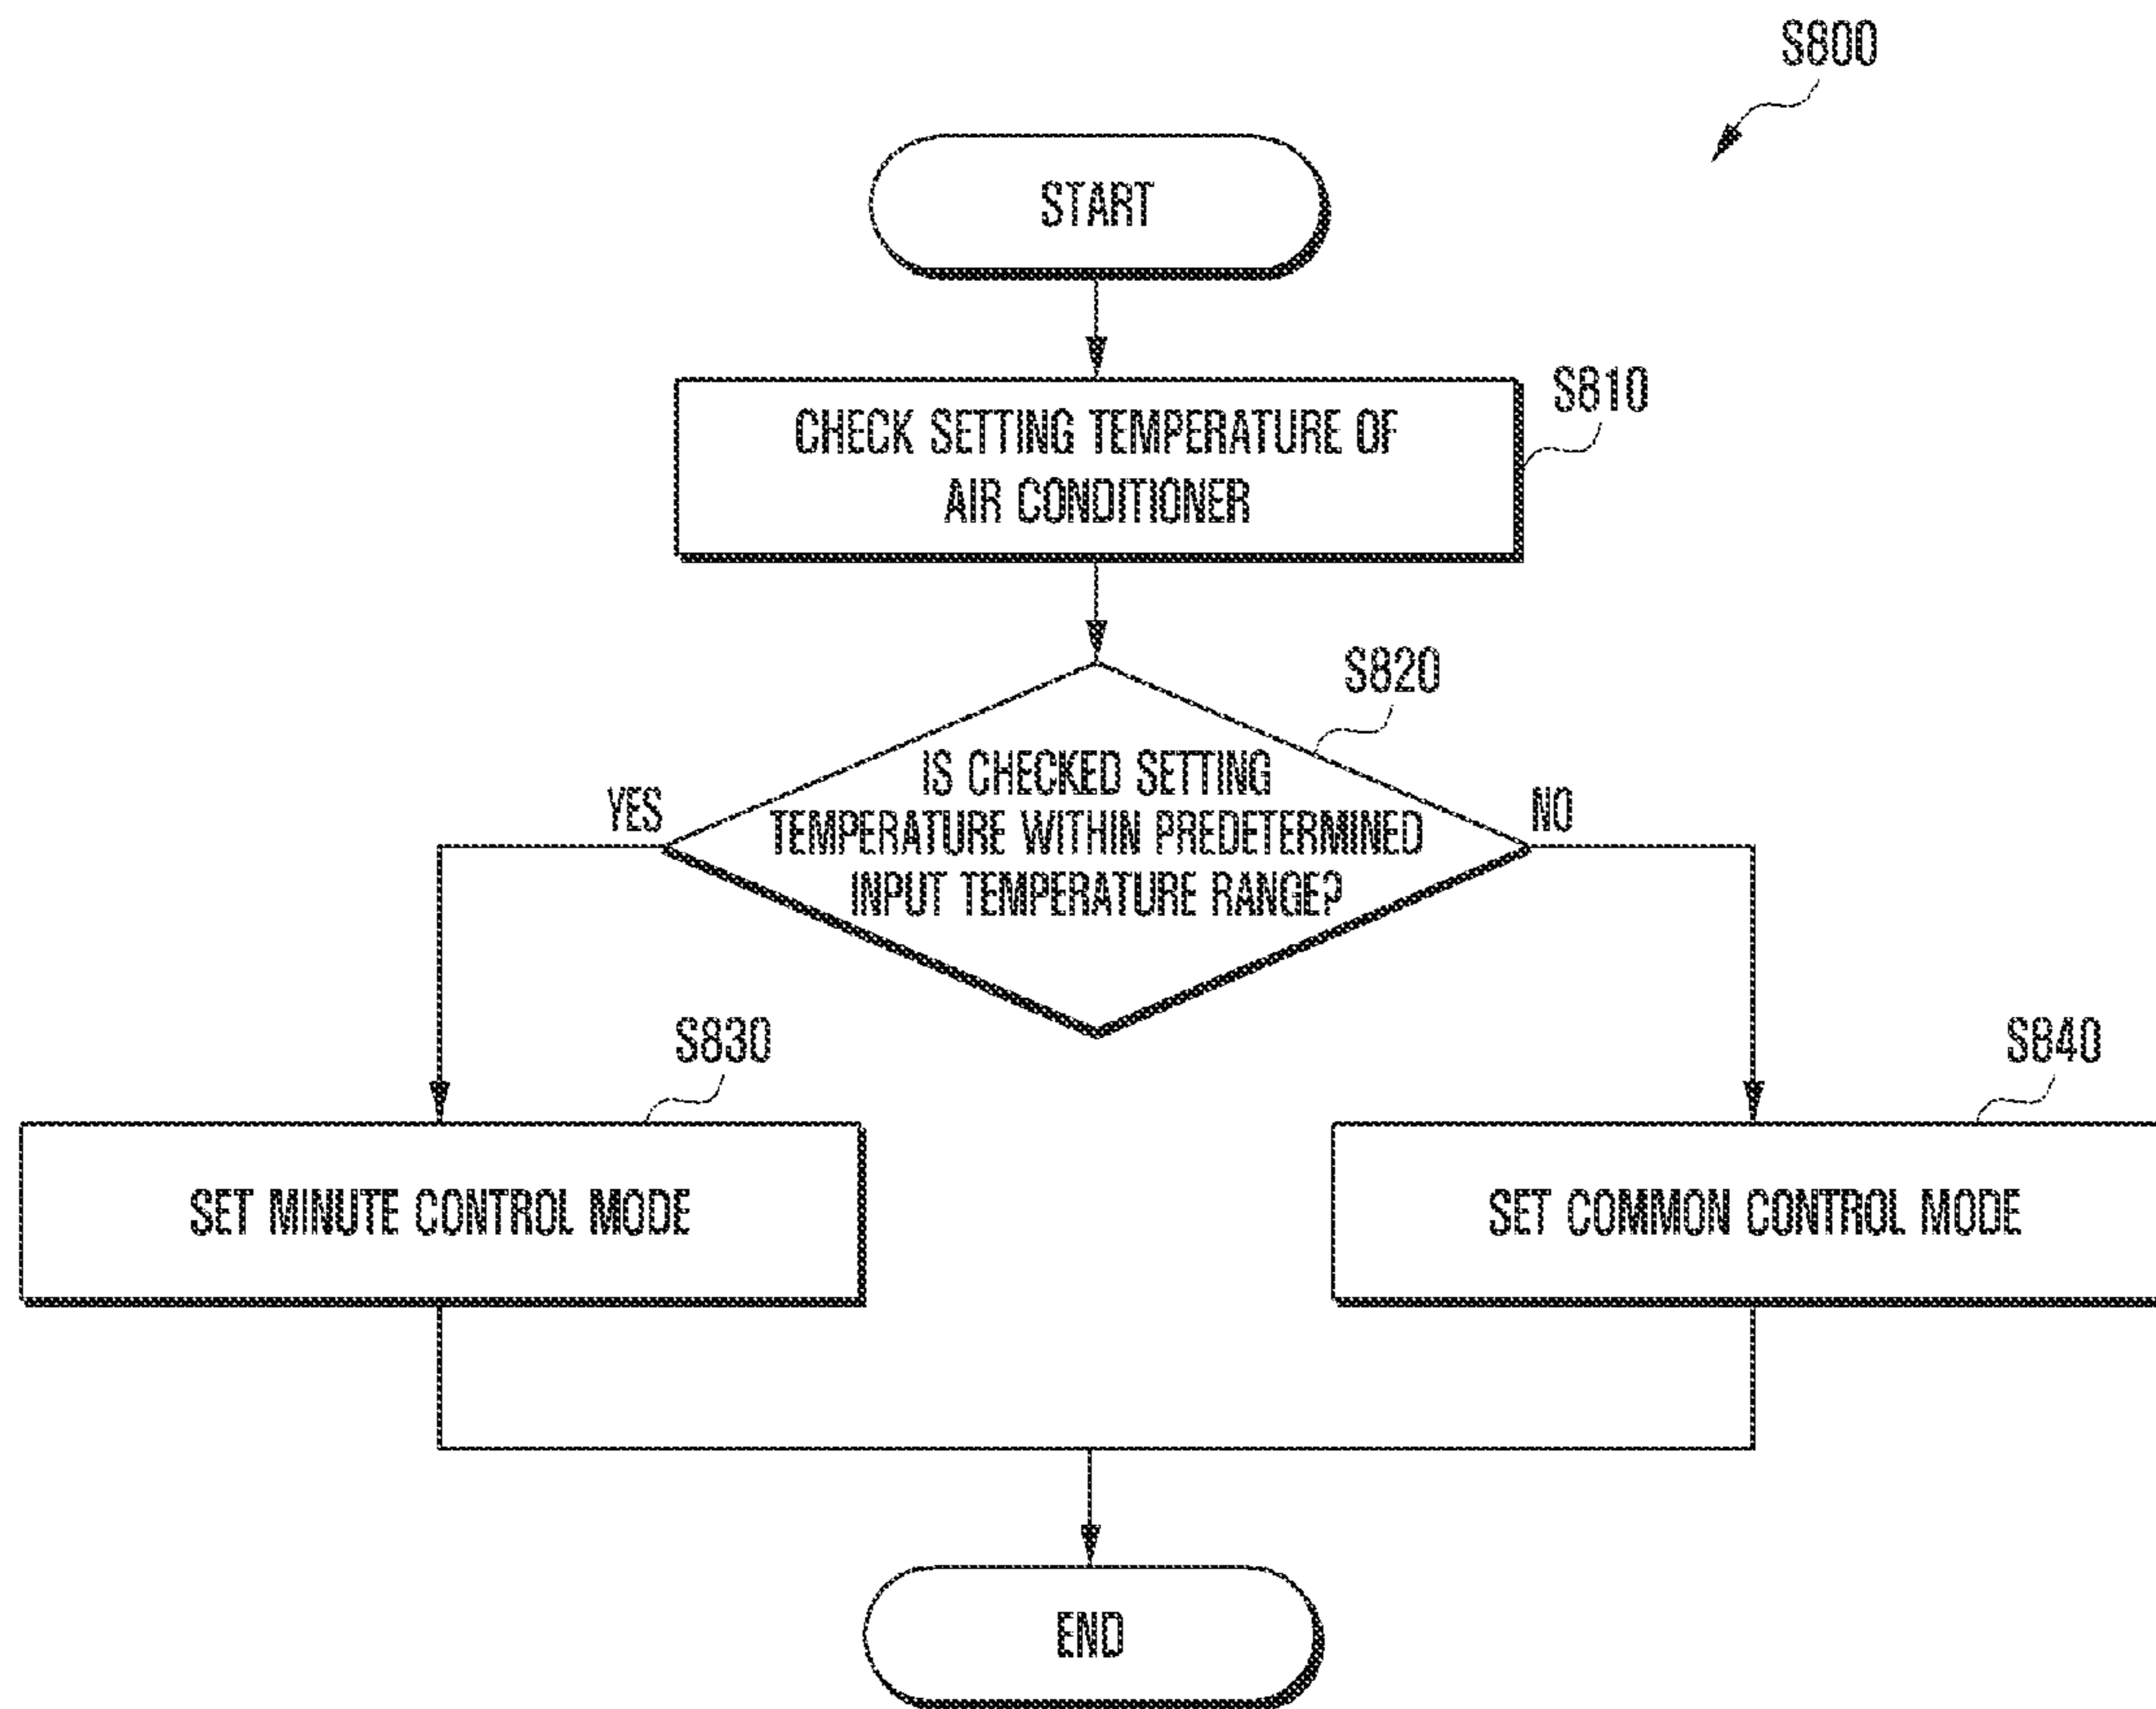 S800
START
S810
CHECK SETTING TEMPERATURE OF
AIR CONDITIONER
S820
IS CHECKED SETTING
TEMPERATURE WITHIN PREDETERMINED
INPUT TEMPERATURE RANGE?
YES
NO
S830
S840
SET MINUTE CONTROL MODE
SET COMMON CONTROL MODE
END